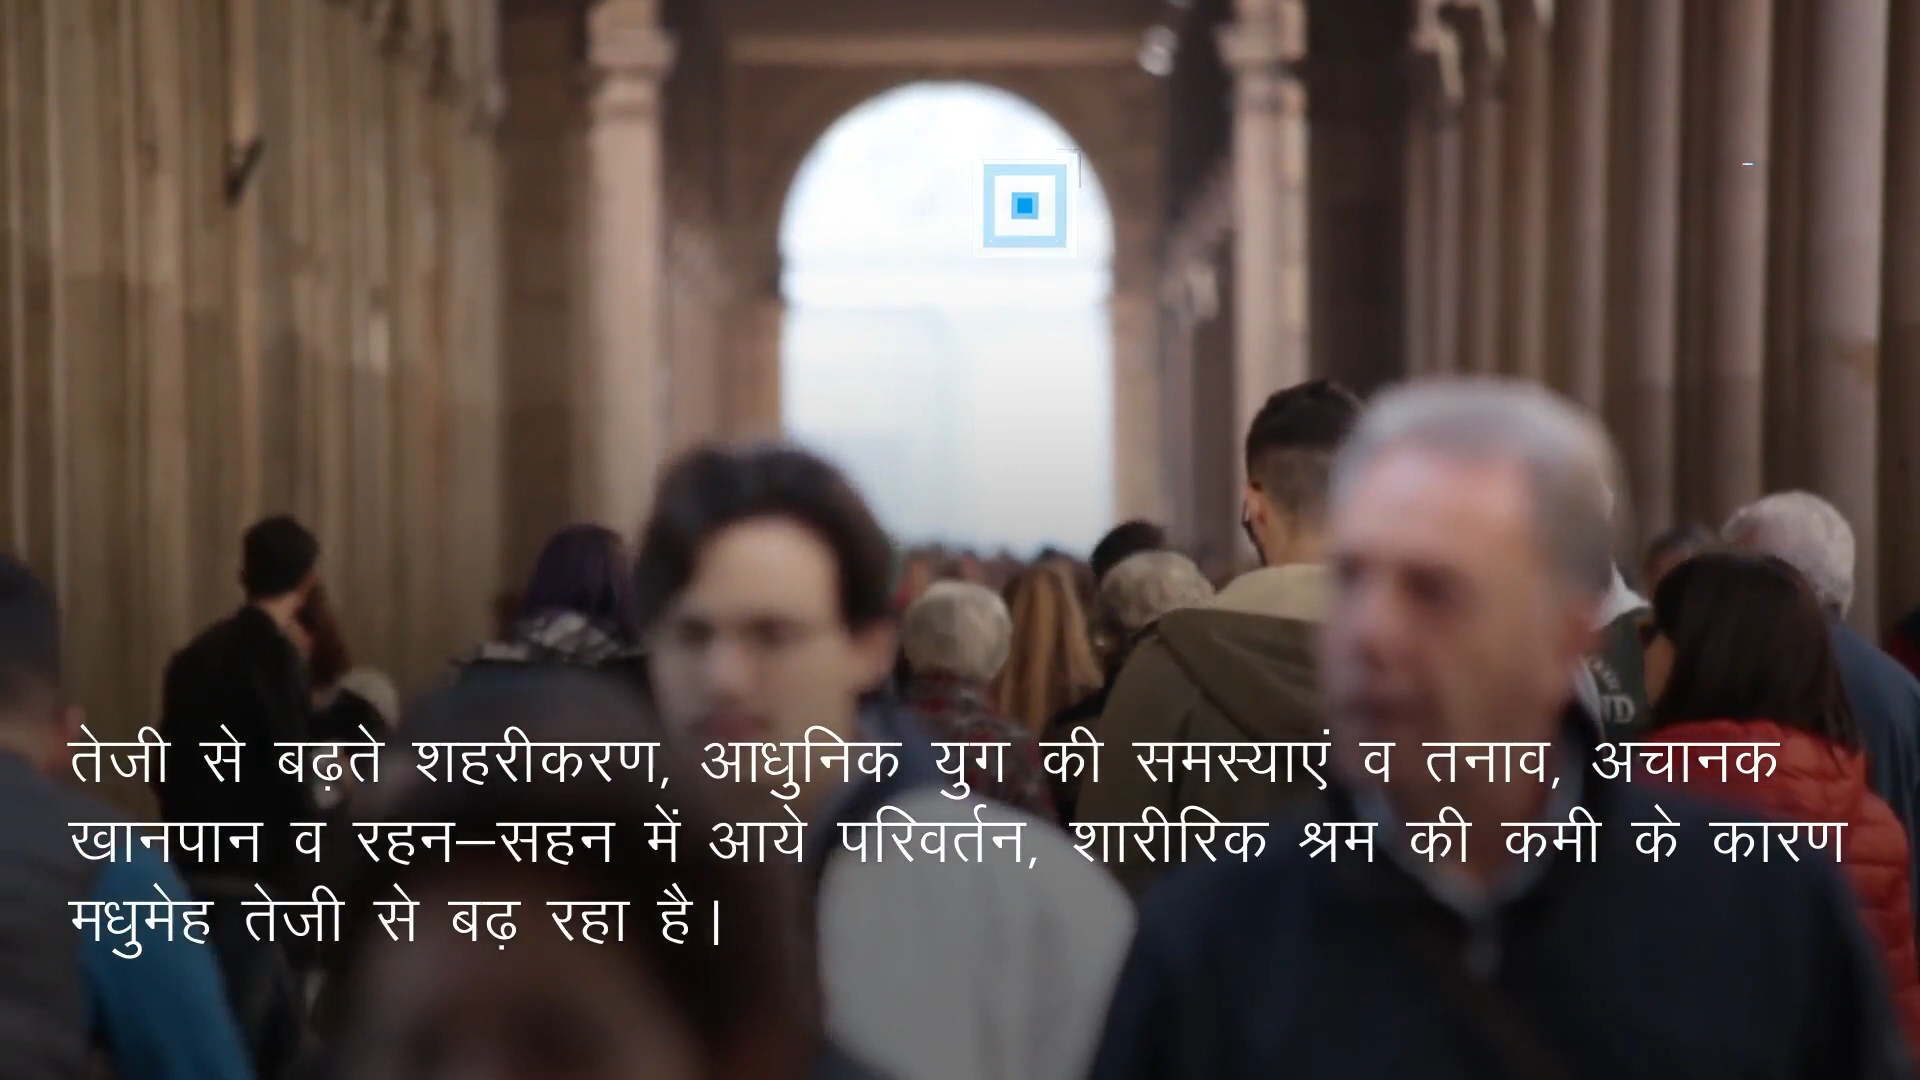 तेजी से बढ़ते शहरीकरण, आधुनिक युग की समस्याएं व तनाव, अचानक
खानपान व रहन–सहन में आये परिवर्तन, शारीरिक श्रम की कमी के कारण
मधुमेह तेजी से बढ़ रहा है।